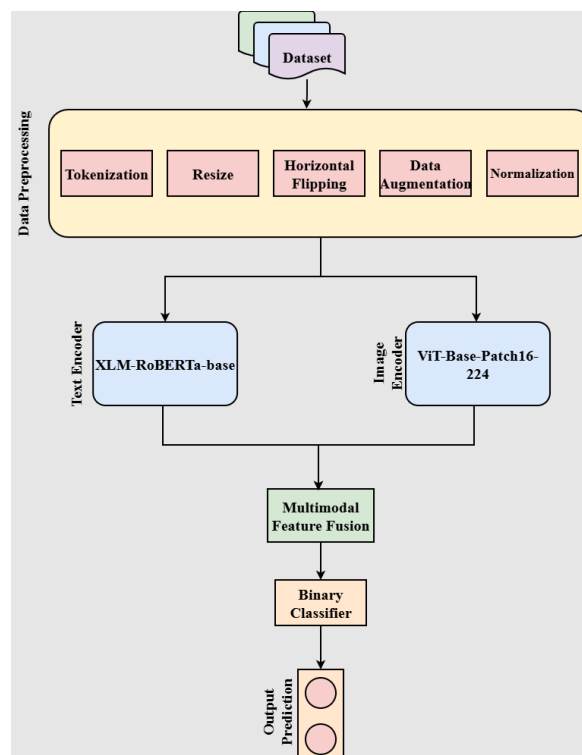 Dataset
Data Preprocessing
Tokenization
Resize
Horizontal
Flipping
Data
Augmentation
Normalization
Text Encoder
XLM-RoBERTa-base
Image
Encoder
ViT-Base-Patch16-
224
Multimodal
Feature Fusion
Binary
Classifier
Output
Prediction